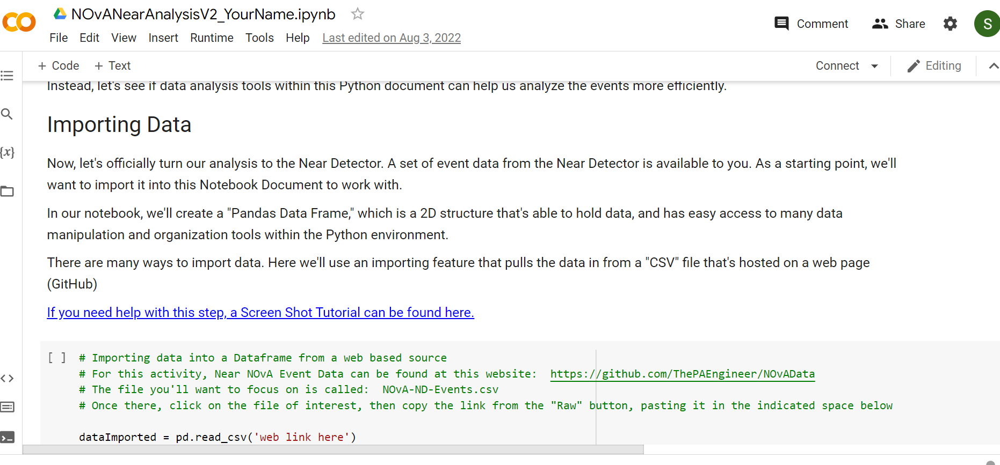 NOvANearAnalysisV2_YourName.ipynb
Comment
Share
S
File Edit View Insert Runtime Tools Help Last edited on Aug 3, 2022
+ Code + Text
Connect
Editing
Instead, let's see if data analysis tools within this Python document can help us analyze the events more efficiently.
Importing Data
{x}
Now, let's officially turn our analysis to the Near Detector. A set of event data from the Near Detector is available to you. As a starting point, we'll
want to import it into this Notebook Document to work with.
In our notebook, we'll create a "Pandas Data Frame," which is a 2D structure that's able to hold data, and has easy access to many data
manipulation and organization tools within the Python environment.
There are many ways to import data. Here we'll use an importing feature that pulls the data in from a "CSV" file that's hosted on a web page
(GitHub)
If you need help with this step, a Screen Shot Tutorial can be found here.
[ ] # Importing data into a Dataframe from a web based source
# For this activity, Near NOvA Event Data can be found at this website: https://github.com/ThePAEngineer/NOvAData
# The file you'll want to focus on is called: NOvA-ND-Events.csv
# Once there, click on the file of interest, then copy the link from the "Raw" button, pasting it in the indicated space below
dataImported = pd.read_csv('web link here')